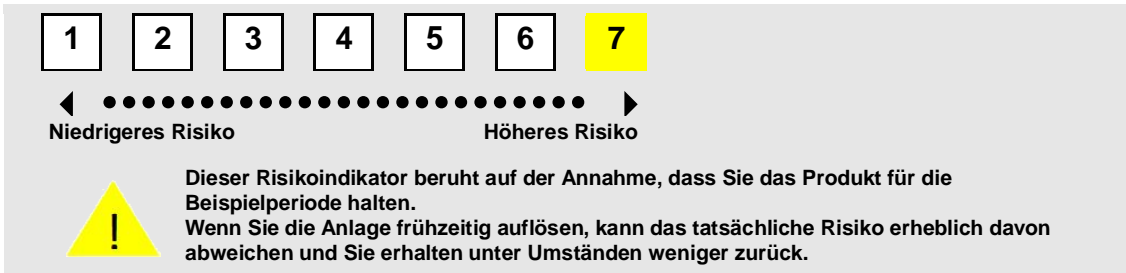 1 2 3 4 5 6 7
Niedrigeres Risiko Höheres Risiko
Dieser Risikoindikator beruht auf der Annahme, dass Sie das Produkt für die
Beispielperiode halten.
! Wenn Sie die Anlage frühzeitig auflösen, kann das tatsächliche Risiko erheblich davon
abweichen und Sie erhalten unter Umständen weniger zurück.